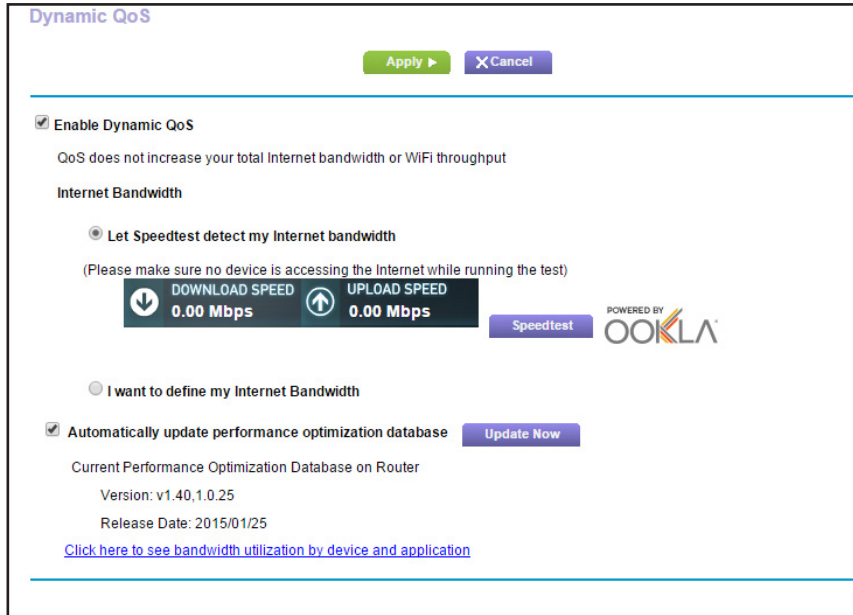 Dynamic QoS
Apply
Cancel
Enable Dynamic QoS
QoS does not increase your total Internet bandwidth or WiFi throughput
Internet Bandwidth
Let Speedtest detect my Internet bandwidth
(Please make sure no device is accessing the Internet while running the test)
DOWNLOAD SPEED
0.00 Mbps
UPLOAD SPEED
0.00 Mbps
Speedtest
POWERED BY
OOKLA
I want to define my Internet Bandwidth
Automatically update performance optimization database
Update Now
Current Performance Optimization Database on Router
Version: v1.40,1.0.25
Release Date: 2015/01/25
Click here to see bandwidth utilization by device and application